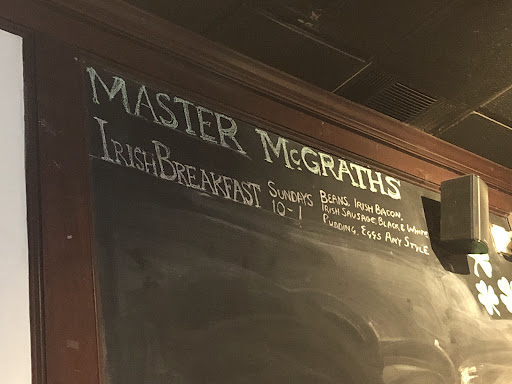 MASTER McGRATHS
IRISH BREAKFAST SUNDAYS 10-1
BEANS, IRISH BACON,
IRISH SAUSAGE, BLACK & WHITE
PUDDING, EGGS ANY STYLE